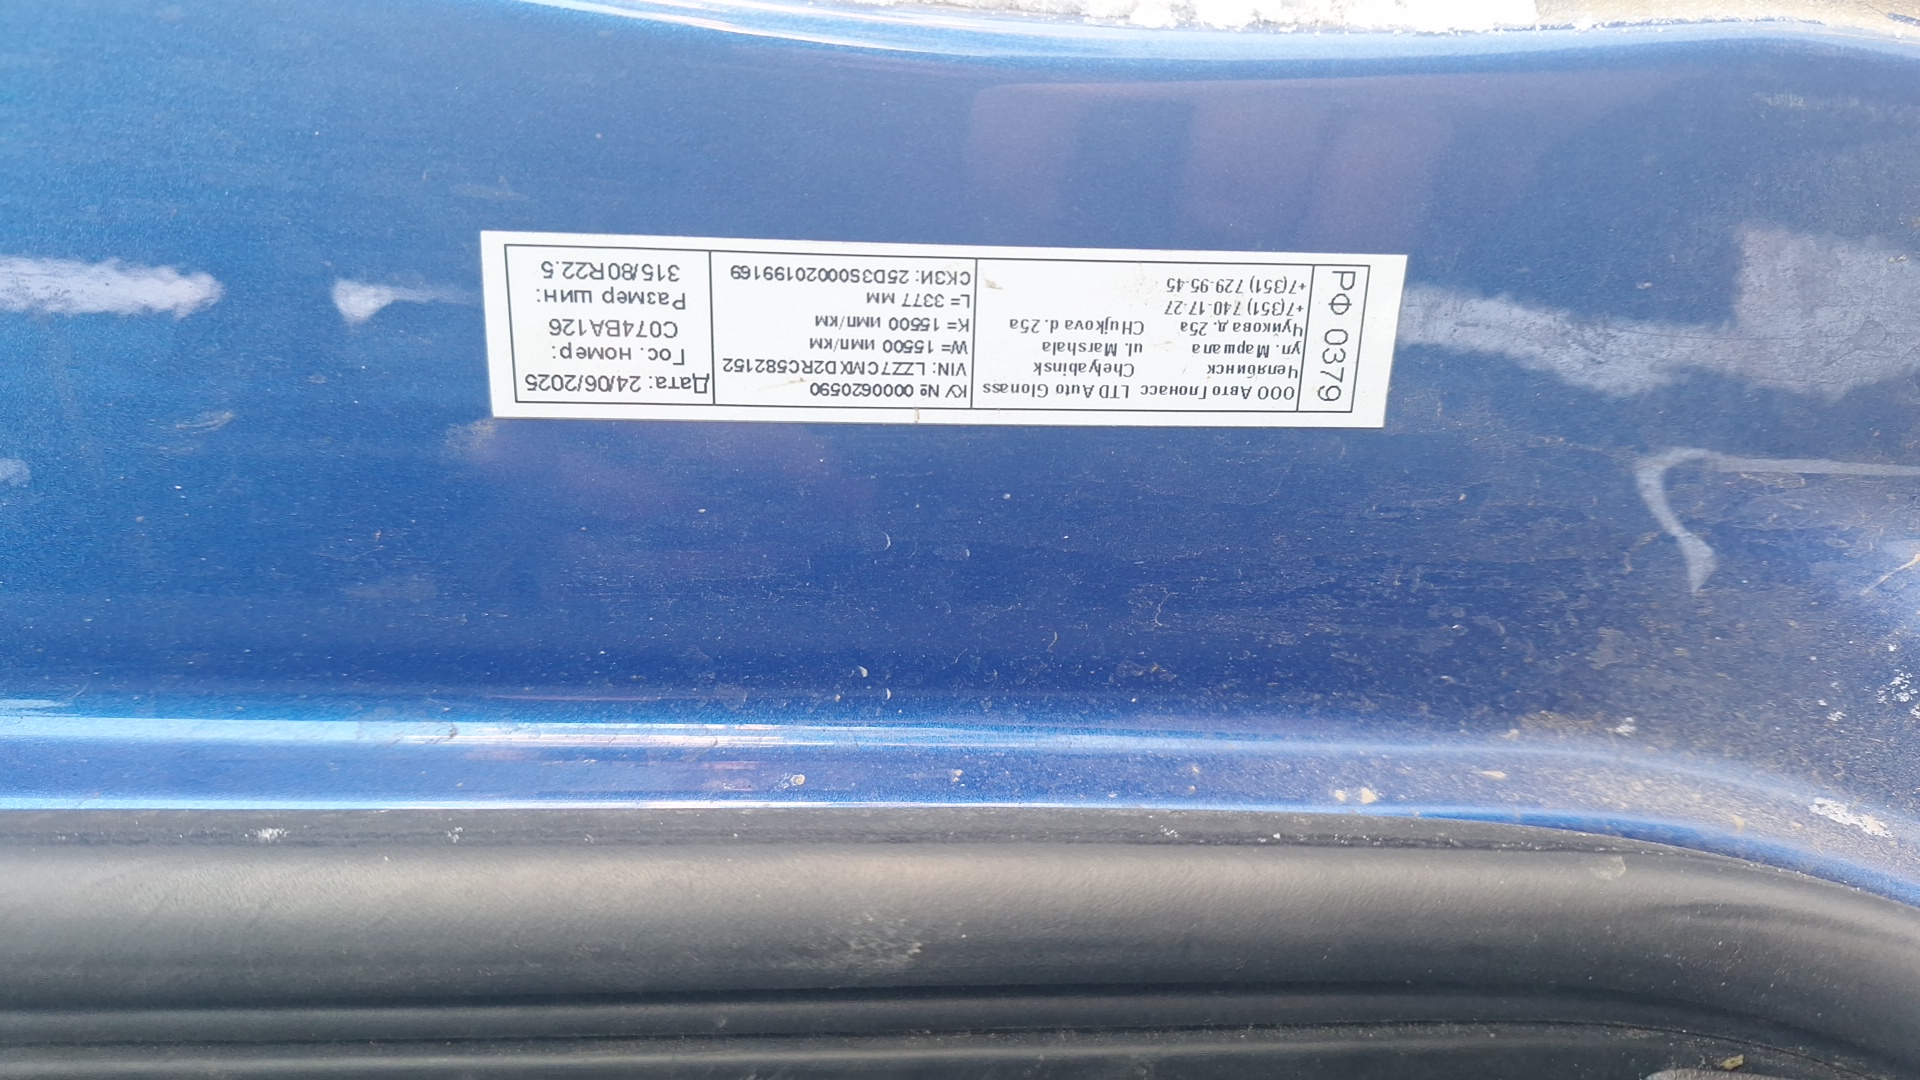 РФ 0379
ООО Авто Глонасс LTD Auto Glonass
Челябинск Chelyabinsk
ул. Маршала ul. Marshala
Чуйкова д. 25а CHujkova d. 25a
+7(351) 740-17-27
+7(351) 729-95-45
КУ № 0000620590
VIN: LZZ7CMXD2RC582152
W= 15500 имп/км
K= 15500 имп/км
L= 3377 мм
СКЗИ: 25D3S00020199169
Дата: 24/06/2025
Гос. номер:
С074ВА126
Размер шин:
315/80R22.5